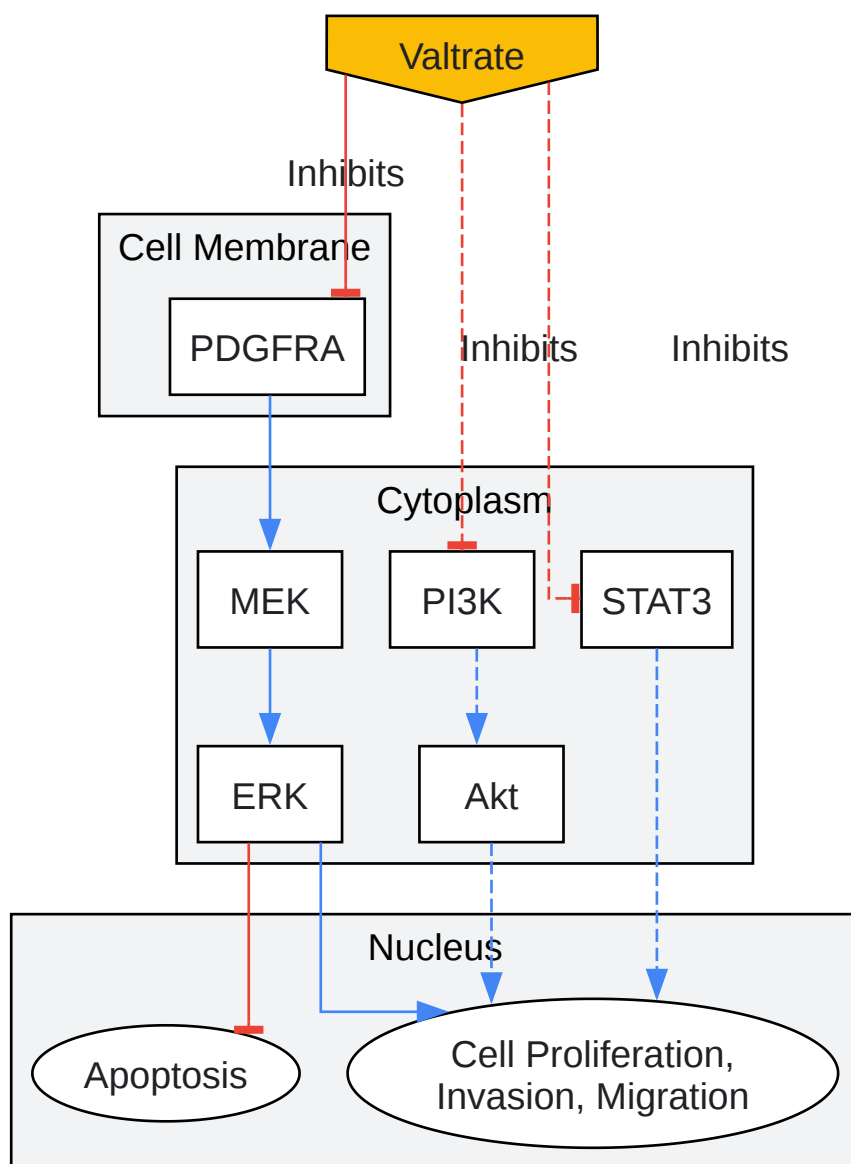 Valtrate
Inhibits
Cell Membrane
PDGFRA
Inhibits
Inhibits
Cytoplasm
MEK
PI3K
STAT3
ERK
Akt
Nucleus
Apoptosis
Cell Proliferation,
Invasion, Migration